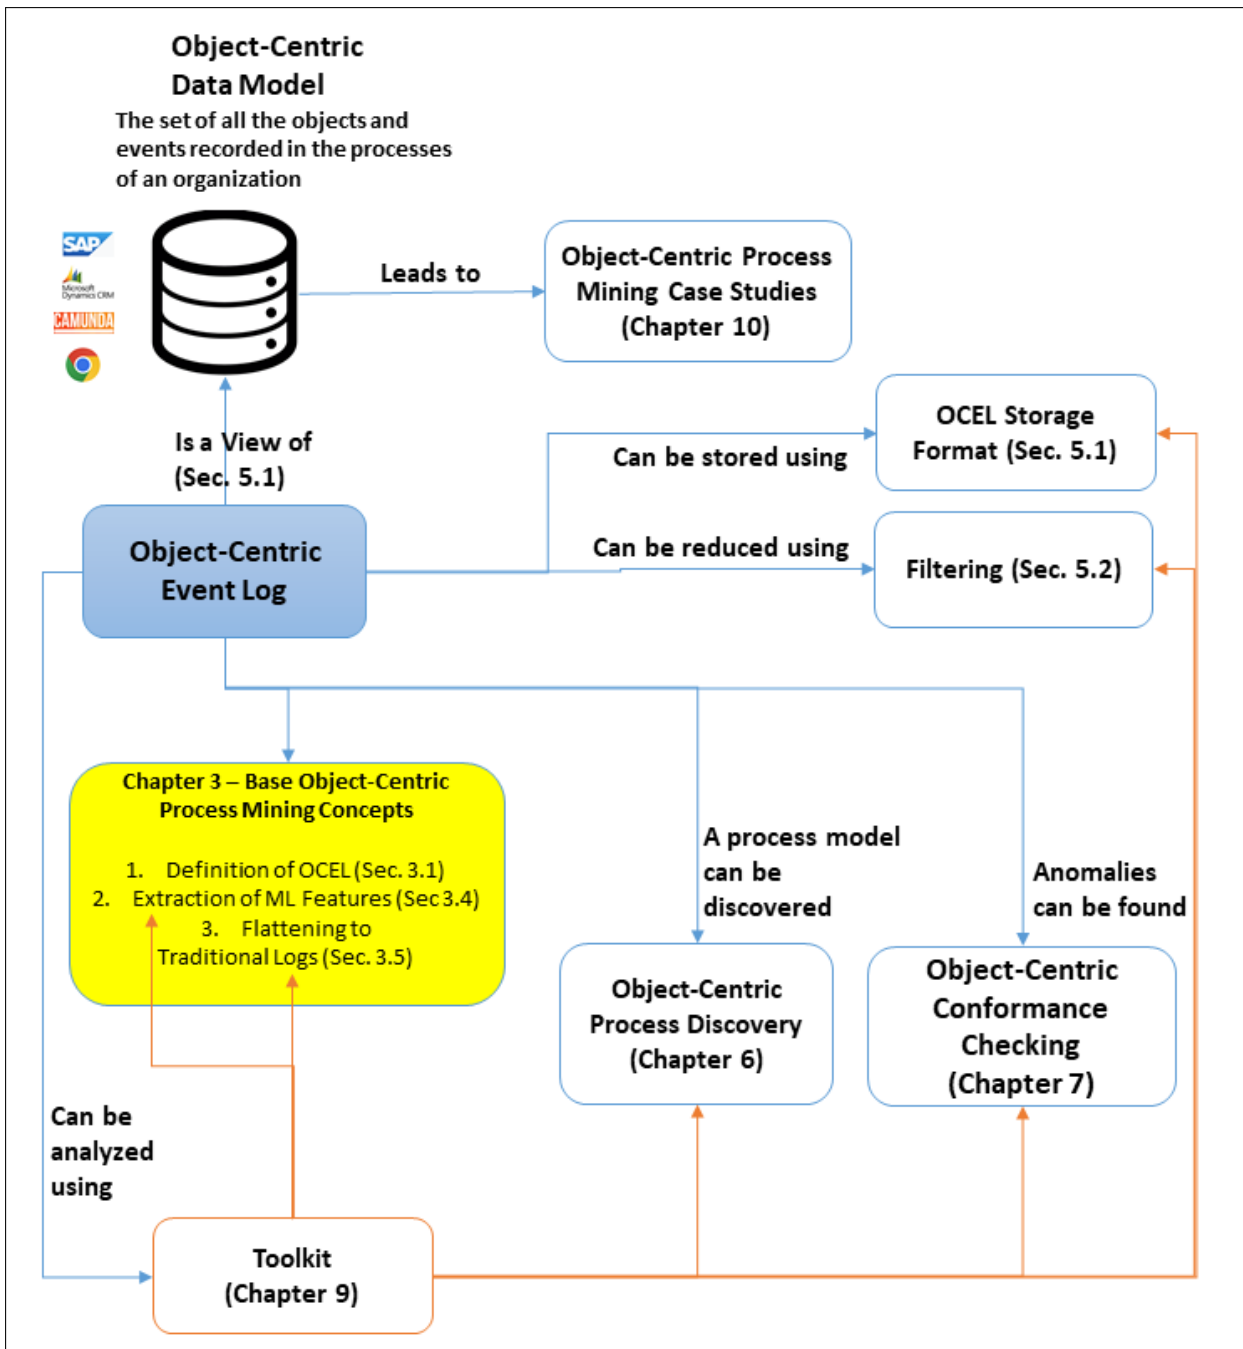 Object-Centric
Data Model
The set of all the objects and
events recorded in the processes
of an organization
SAP
Microsoft
Dynamics CRM
CAMUNDA
Leads to
Object-Centric Process
Mining Case Studies
(Chapter 10)
Is a View of
(Sec. 5.1)
OCEL Storage
Format (Sec. 5.1)
Can be stored using
Object-Centric
Event Log
Can be reduced using
Filtering (Sec. 5.2)
Chapter 3 – Base Object-Centric
Process Mining Concepts
1. Definition of OCEL (Sec. 3.1)
2. Extraction of ML Features (Sec 3.4)
3. Flattening to
Traditional Logs (Sec. 3.5)
A process model
can be
discovered
Anomalies
can be found
Object-Centric
Process Discovery
(Chapter 6)
Object-Centric
Conformance
Checking
(Chapter 7)
Can be
analyzed
using
Toolkit
(Chapter 9)